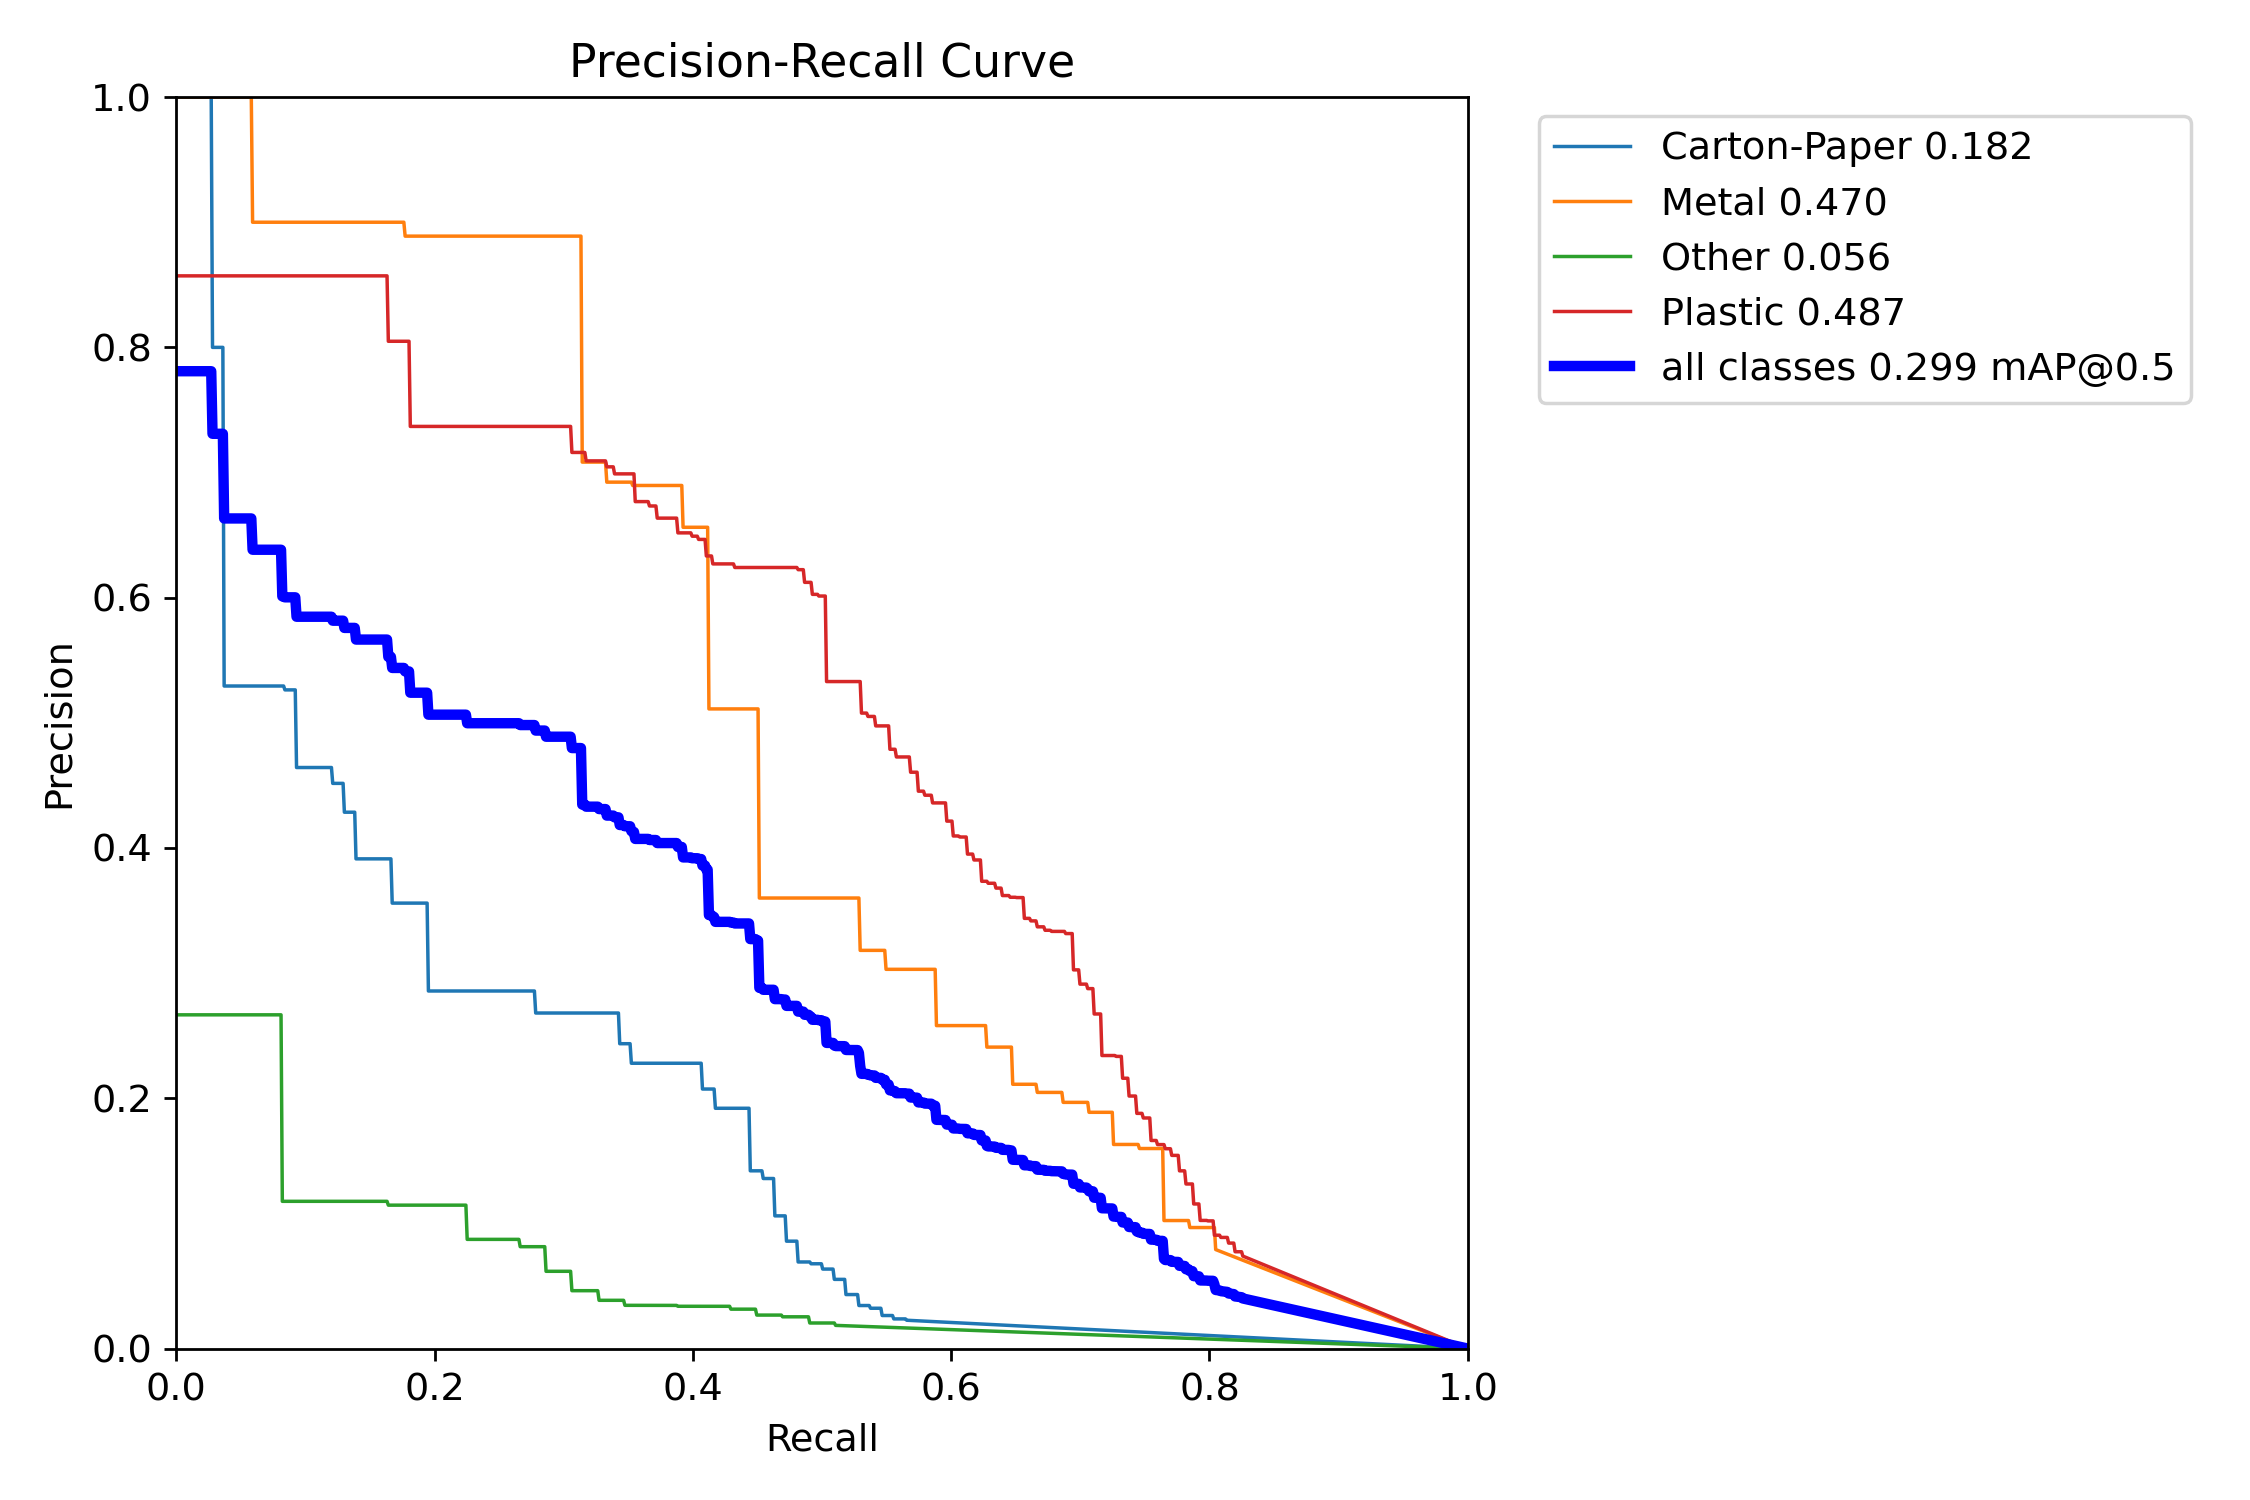 Precision-Recall Curve
1.0
0.8
0.6
0.4
0.2
0.0
Precision
0.0 0.2 0.4 0.6 0.8 1.0
Recall
Carton-Paper 0.182
Metal 0.470
Other 0.056
Plastic 0.487
all classes 0.299 mAP@0.5